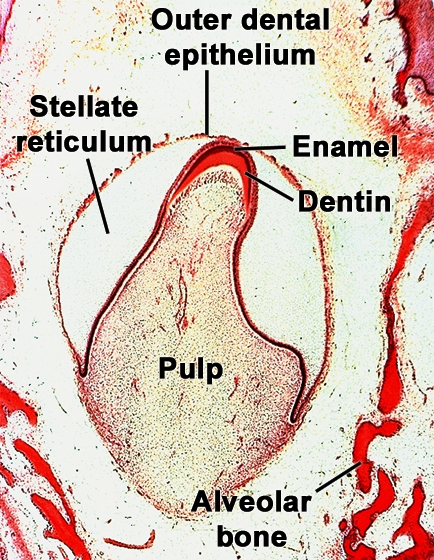 Outer dental
epithelium
Stellate
reticulum
Enamel
Dentin
Pulp
Alveolar
bone